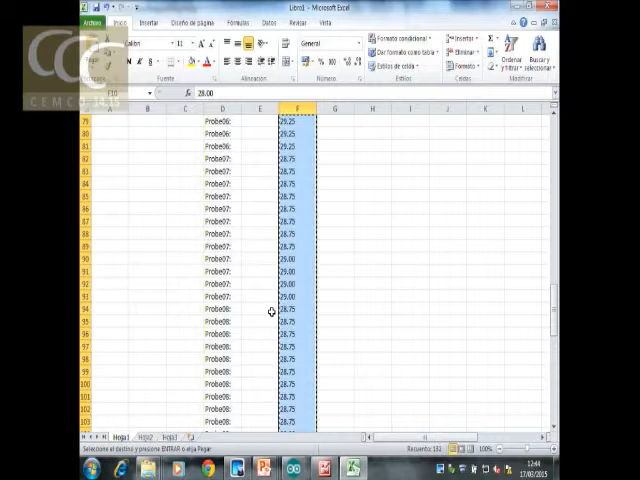 Libro1 - Microsoft Excel
Archivo Inicio Insertar Diseño de página Fórmulas Datos Revisar Vista
Calibri 11 General Formato condicional Insertar
Pegar Dar formato como tabla Eliminar Ordenar Buscar y
Estilos de celda Formato y filtrar seleccionar
Fuente Alineación Número Estilos Celdas Modificar
CEMCO 14,15
F10 fx 28.00
A B C D E F G H I J K L
79 Probe06: 29.25
80 Probe06: 29.25
81 Probe06: 29.25
82 Probe07: 28.75
83 Probe07: 28.75
84 Probe07: 28.75
85 Probe07: 28.75
86 Probe07: 28.75
87 Probe07: 28.75
88 Probe07: 28.75
89 Probe07: 28.75
90 Probe07: 29.00
91 Probe07: 29.00
92 Probe07: 29.00
93 Probe07: 29.00
94 Probe08: 28.75
95 Probe08: 28.75
96 Probe08: 28.75
97 Probe08: 28.75
98 Probe08: 28.75
99 Probe08: 28.75
100 Probe08: 28.75
101 Probe08: 28.75
102 Probe08: 28.75
103 Probe08: 28.75
Hoja1 Hoja2 Hoja3
Seleccione el destino y presione ENTRAR o elija Pegar Recuento: 132 100%
12:44
17/03/2015